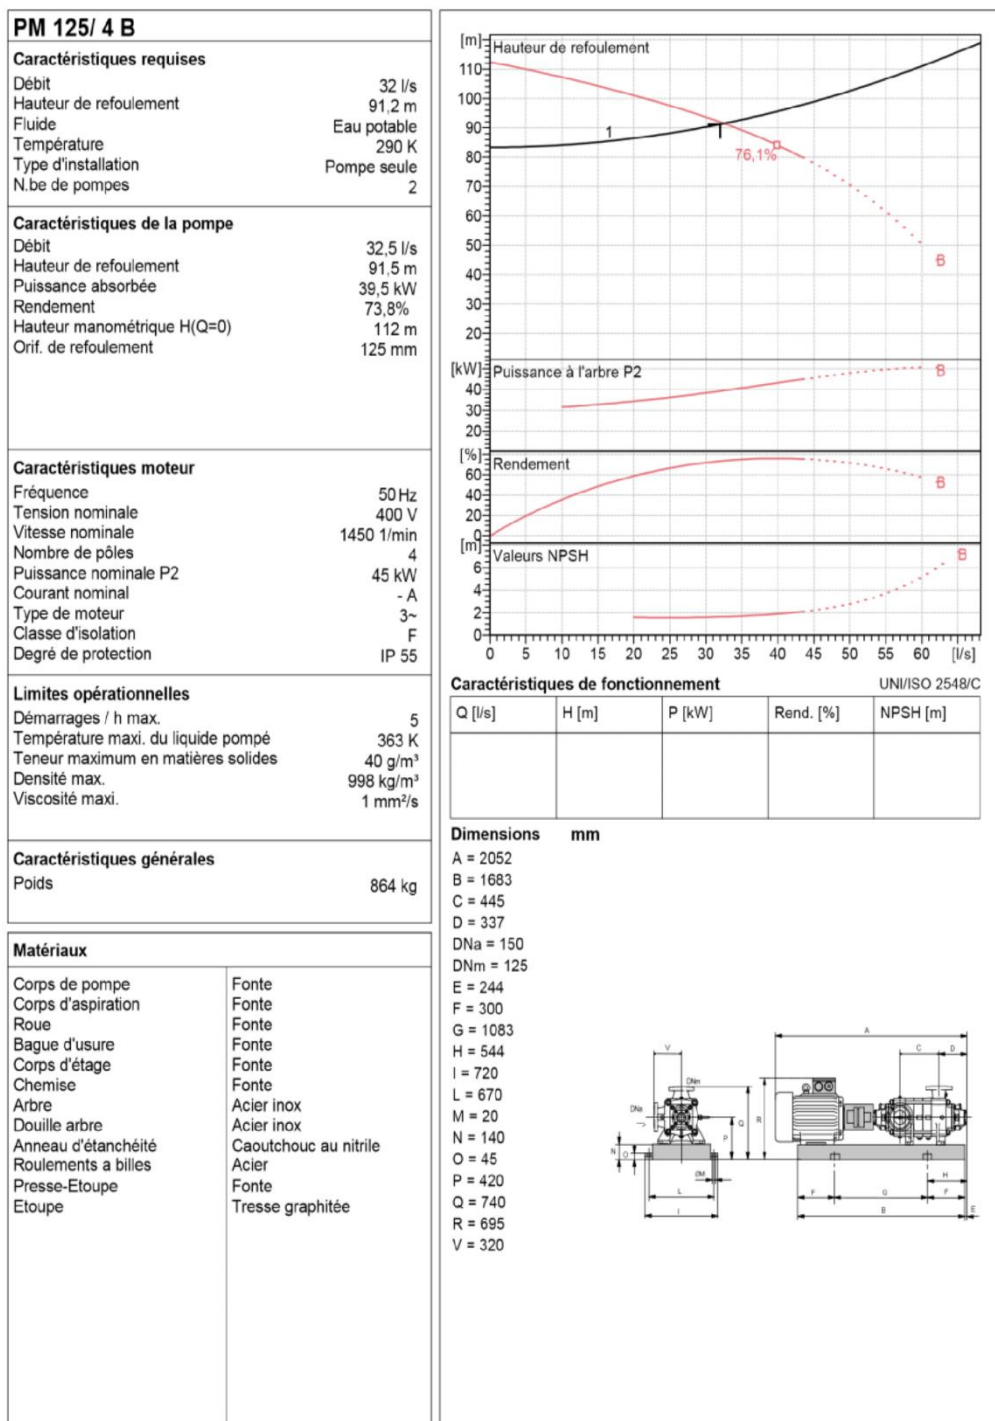 PM 125/ 4 B
Caractéristiques requises
Débit 32 l/s
Hauteur de refoulement 91,2 m
Fluide Eau potable
Température 290 K
Type d'installation Pompe seule
N.be de pompes 2
Caractéristiques de la pompe
Débit 32,5 l/s
Hauteur de refoulement 91,5 m
Puissance absorbée 39,5 kW
Rendement 73,8%
Hauteur manométrique H(Q=0) 112 m
Orif. de refoulement 125 mm
Caractéristiques moteur
Fréquence 50 Hz
Tension nominale 400 V
Vitesse nominale 1450 1/min
Nombre de pôles 4
Puissance nominale P2 45 kW
Courant nominal - A
Type de moteur 3~
Classe d'isolation F
Degré de protection IP 55
Limites opérationnelles
Démarrages / h max. 5
Température maxi. du liquide pompé 363 K
Teneur maximum en matières solides 40 g/m³
Densité max. 998 kg/m³
Viscosité maxi. 1 mm²/s
Caractéristiques générales
Poids 864 kg
Matériaux
Corps de pompe Fonte
Corps d'aspiration Fonte
Roue Fonte
Bague d'usure Fonte
Corps d'étage Fonte
Chemise Fonte
Arbre Acier inox
Douille arbre Acier inox
Anneau d'étanchéité Caoutchouc au nitrile
Roulements a billes Acier
Presse-Etoupe Fonte
Etoupe Tresse graphitée
[m] Hauteur de refoulement
110
100
90
80
70
60
50
40
30
20
1
76,1%
B
[kW] Puissance à l'arbre P2
40
30
20
B
[%] Rendement
60
40
20
0
B
[m] Valeurs NPSH
6
4
2
0
B
0 5 10 15 20 25 30 35 40 45 50 55 60 [l/s]
Caractéristiques de fonctionnement UNI/ISO 2548/C
Q [l/s] H [m] P [kW] Rend. [%] NPSH [m]
Dimensions mm
A = 2052
B = 1683
C = 445
D = 337
DNa = 150
DNm = 125
E = 244
F = 300
G = 1083
H = 544
I = 720
L = 670
M = 20
N = 140
O = 45
P = 420
Q = 740
R = 695
V = 320
V
DNm
DNa
N
O
P
Q
ØM
L
I
A
C
D
R
H
F
G
F
B
E